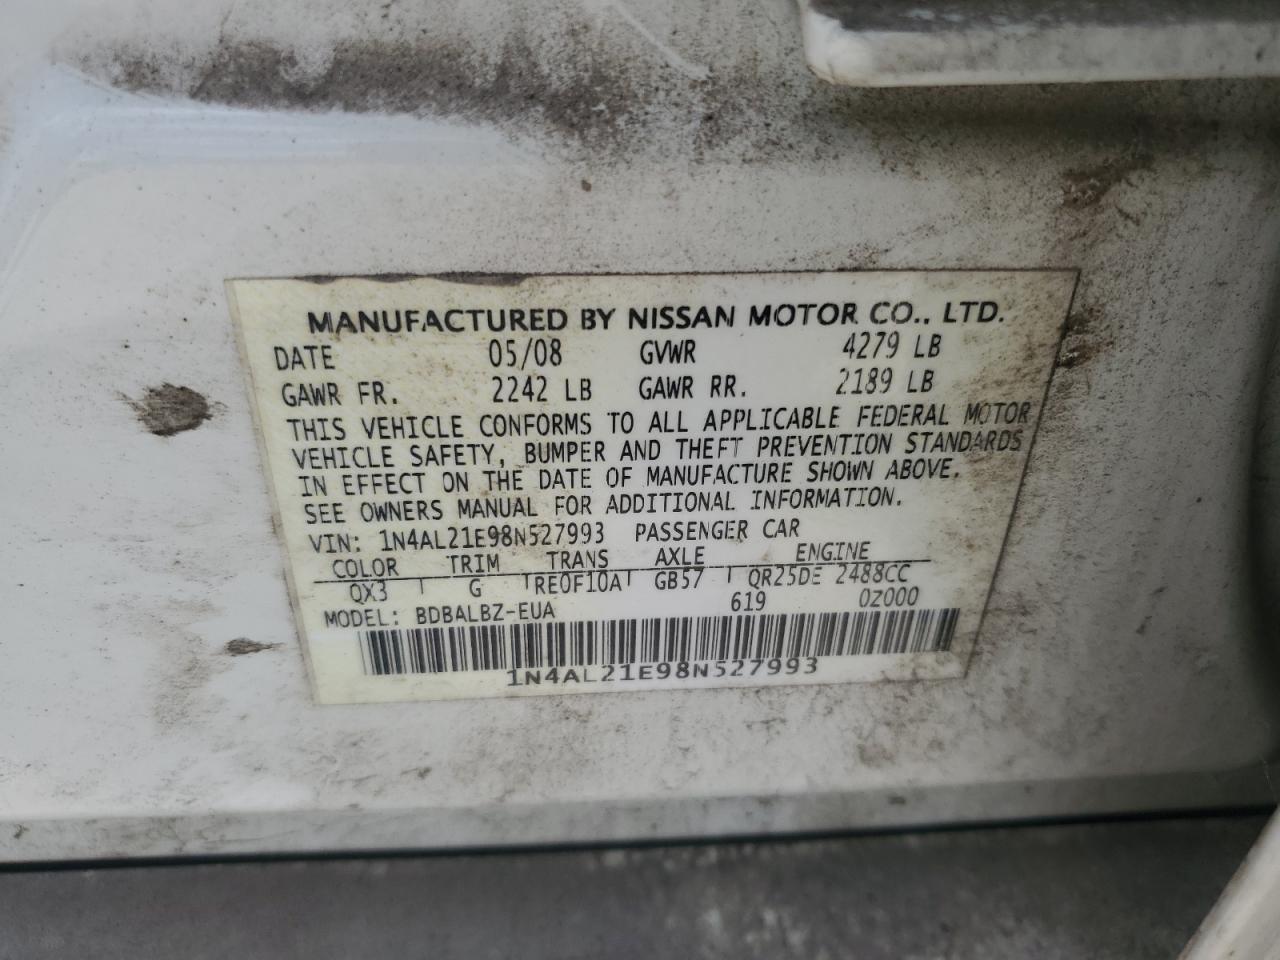 MANUFACTURED BY NISSAN MOTOR CO., LTD.
DATE 05/08 GVWR 4279 LB
GAWR FR. 2242 LB GAWR RR. 2189 LB
THIS VEHICLE CONFORMS TO ALL APPLICABLE FEDERAL MOTOR
VEHICLE SAFETY, BUMPER AND THEFT PREVENTION STANDARDS
IN EFFECT ON THE DATE OF MANUFACTURE SHOWN ABOVE.
SEE OWNERS MANUAL FOR ADDITIONAL INFORMATION.
VIN: 1N4AL21E98N527993 PASSENGER CAR
COLOR TRIM TRANS AXLE ENGINE
QX3 G RE0F10A GB57 QR25DE 2488CC
MODEL: BDBALBZ-EUA 619 0Z000
1N4AL21E98N527993